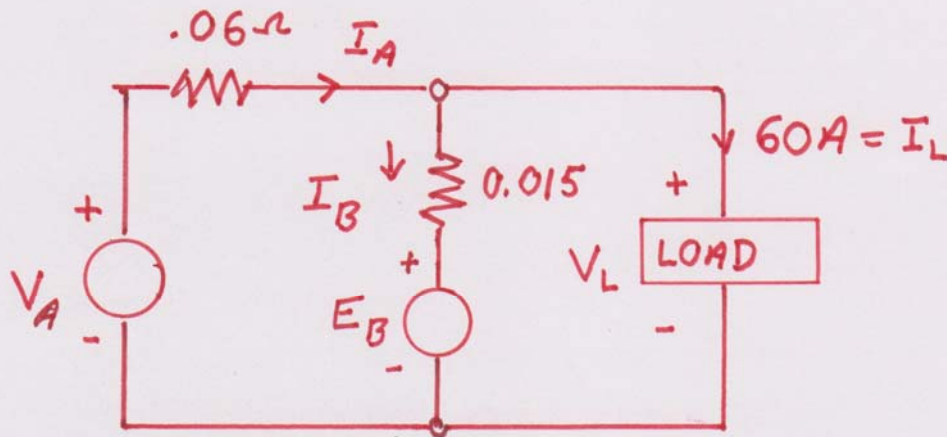 .06Ω
I_A
60A = I_L
I_B
0.015
+
-
V_A
+
-
E_B
+
-
V_L
LOAD